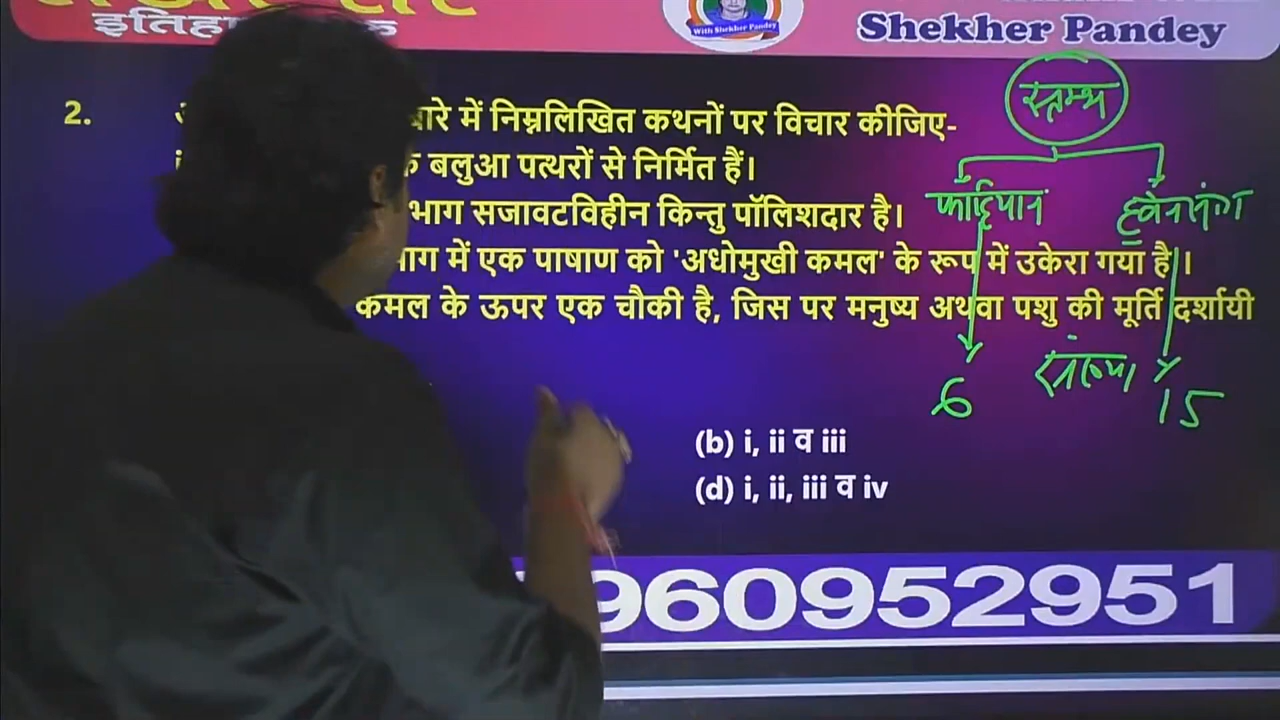 With Shekher Pandey
Shekher Pandey
2.
बारे में निम्नलिखित कथनों पर विचार कीजिए-
बलुआ पत्थरों से निर्मित हैं।
भाग सजावटविहीन किन्तु पॉलिशदार है।
में एक पाषाण को 'अधोमुखी कमल' के रूप में उकेरा गया है।
कमल के ऊपर एक चौकी है, जिस पर मनुष्य अथवा पशु की मूर्ति दर्शायी
(b) i, ii व iii
(d) i, ii, iii व iv
960952951
स्तम्भ
फाह्यान
ह्वेनसांग
6
15